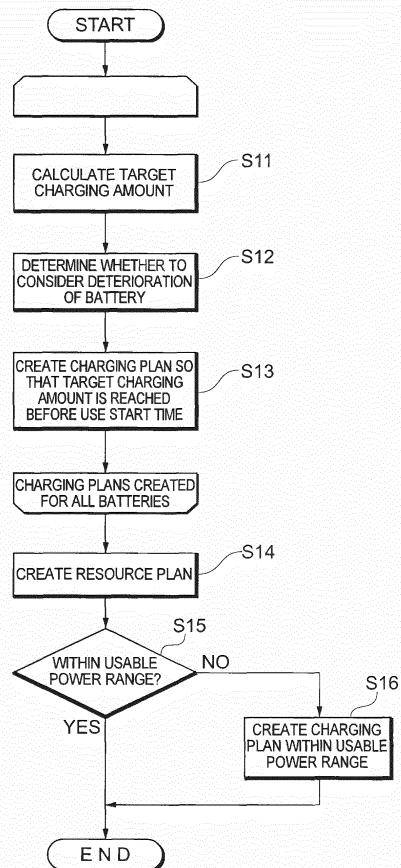 START
CALCULATE TARGET
CHARGING AMOUNT
S11
DETERMINE WHETHER TO
CONSIDER DETERIORATION
OF BATTERY
S12
CREATE CHARGING PLAN SO
THAT TARGET CHARGING
AMOUNT IS REACHED
BEFORE USE START TIME
S13
CHARGING PLANS CREATED
FOR ALL BATTERIES
CREATE RESOURCE PLAN
S14
WITHIN USABLE
POWER RANGE?
S15
NO
YES
CREATE CHARGING
PLAN WITHIN USABLE
POWER RANGE
S16
END